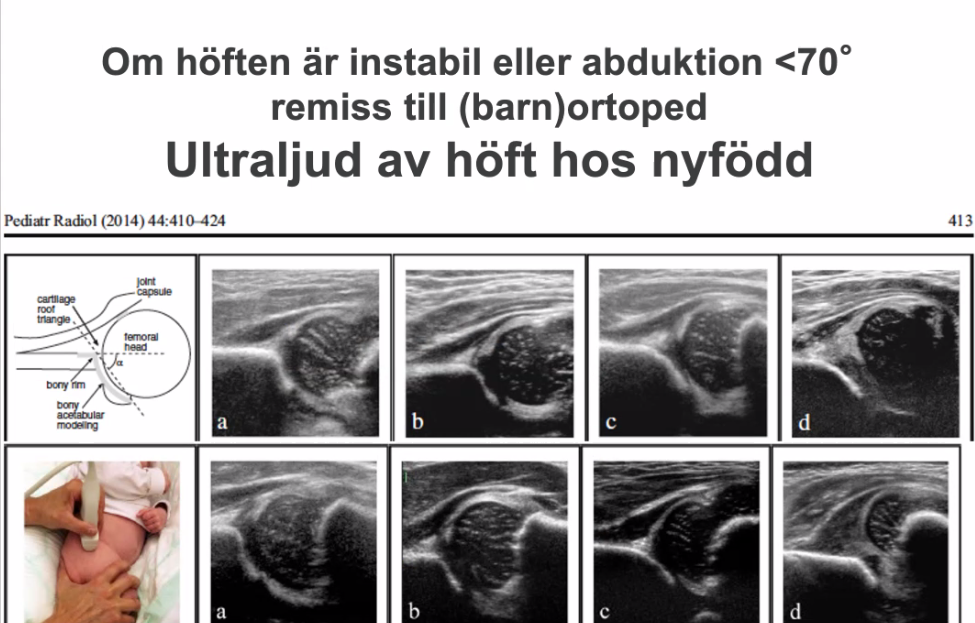 Om höften är instabil eller abduktion <70°
remiss till (barn)ortoped
Ultraljud av höft hos nyfödd
Pediatr Radiol (2014) 44:410–424
413
joint
capsule
cartilage
roof
triangle
femoral
head
α
bony rim
bony
acetabular
modeling
a
b
c
d
a
b
c
d